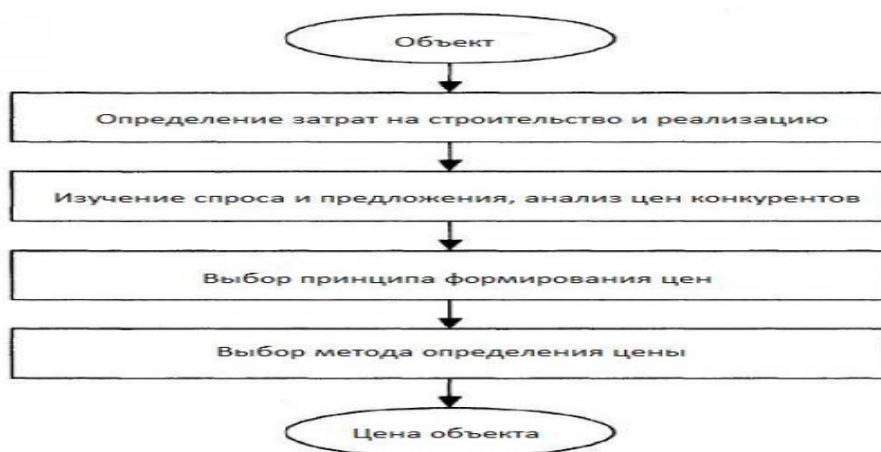 Объект
Определение затрат на строительство и реализацию
Изучение спроса и предложения, анализ цен конкурентов
Выбор принципа формирования цен
Выбор метода определения цены
Цена объекта